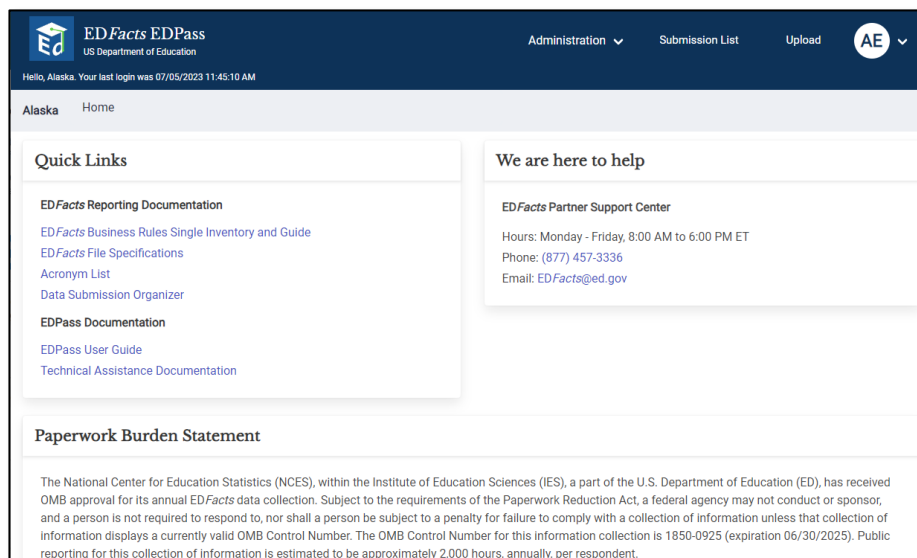 Ed
EDFacts EDPass
US Department of Education
Administration
Submission List
Upload
AE
Hello, Alaska. Your last login was 07/05/2023 11:45:10 AM
Alaska
Home
Quick Links
EDFacts Reporting Documentation
EDFacts Business Rules Single Inventory and Guide
EDFacts File Specifications
Acronym List
Data Submission Organizer
EDPass Documentation
EDPass User Guide
Technical Assistance Documentation
We are here to help
EDFacts Partner Support Center
Hours: Monday - Friday, 8:00 AM to 6:00 PM ET
Phone: (877) 457-3336
Email: EDFacts@ed.gov
Paperwork Burden Statement
The National Center for Education Statistics (NCES), within the Institute of Education Sciences (IES), a part of the U.S. Department of Education (ED), has received
OMB approval for its annual EDFacts data collection. Subject to the requirements of the Paperwork Reduction Act, a federal agency may not conduct or sponsor,
and a person is not required to respond to, nor shall a person be subject to a penalty for failure to comply with a collection of information unless that collection of
information displays a currently valid OMB Control Number. The OMB Control Number for this information collection is 1850-0925 (expiration 06/30/2025). Public
reporting for this collection of information is estimated to be approximately 2,000 hours, annually, per respondent.